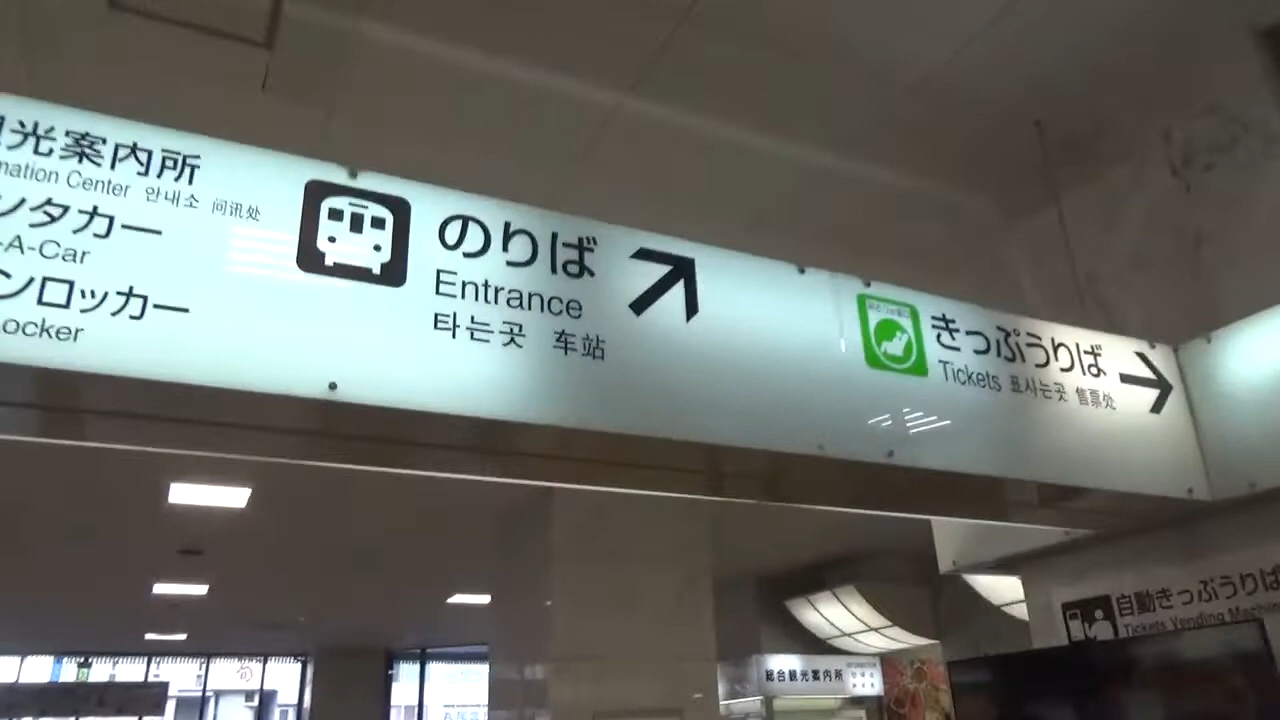 光案内所
mation Center 안내소 问讯处
ンタカー
-A-Car
ンロッカー
ocker
のりば
Entrance
타는곳 车站
きっぷうりば
Tickets 표사는곳 售票处
自動きっぷうりば
Tickets Vending Machin
総合観光案内所